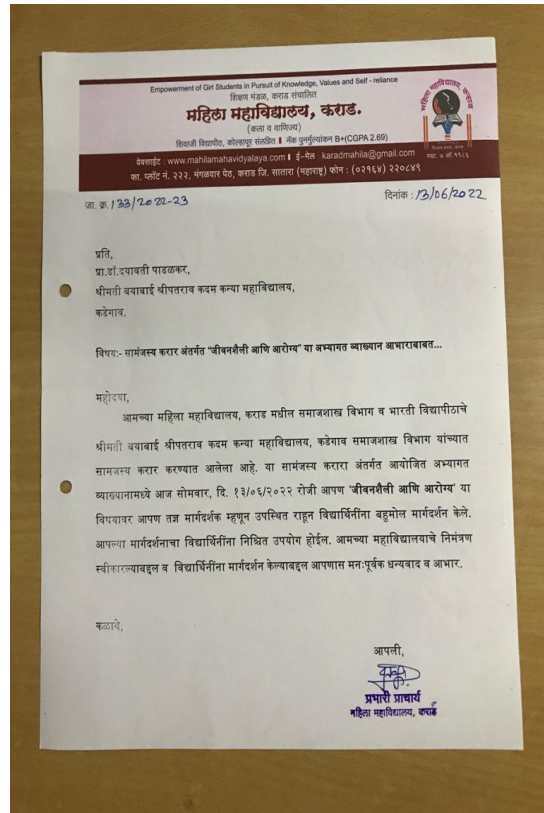 Empowerment of Girl Students in Pursuit of Knowledge, Values and Self - reliance
शिक्षण मंडळ, कराड संचालित
महिला महाविद्यालय, कराड.
(कला व वाणिज्य)
शिवाजी विद्यापीठ, कोल्हापूर संलग्नित । नॅक पुनर्मुल्यांकन B+(CGPA 2.69)
वेबसाईट : www.mahilamahavidyalaya.com । ई-मेल : karadmahila@gmail.com
फा. प्लॉट नं. २२२, मंगळवार पेठ, कराड जि. सातारा (महाराष्ट्र) फोन : (०२१६४) २२०८४९
महिला महाविद्यालय, कराड
जा. क्र. 133/2022-23
दिनांक : 13/06/2022
प्रति,
प्रा.डॉ.दयावती पाडळकर,
श्रीमती बयाबाई श्रीपतराव कदम कन्या महाविद्यालय,
कडेगाव.
विषय:- सामंजस्य करार अंतर्गत "जीवनशैली आणि आरोग्य" या अभ्यागत व्याख्यान आभाराबाबत...
महोदया,
आमच्या महिला महाविद्यालय, कराड मधील समाजशास्त्र विभाग व भारती विद्यापीठाचे
श्रीमती बयाबाई श्रीपतराव कदम कन्या महाविद्यालय, कडेगाव समाजशास्त्र विभाग यांच्यात
सामजस्य करार करण्यात आलेला आहे. या सामंजस्य करारा अंतर्गत आयोजित अभ्यागत
व्याख्यानामध्ये आज सोमवार, दि. १३/०६/२०२२ रोजी आपण 'जीवनशैली आणि आरोग्य' या
विषयावर आपण तज्ञ मार्गदर्शक म्हणून उपस्थित राहून विद्यार्थिनींना बहुमोल मार्गदर्शन केले.
आपल्या मार्गदर्शनाचा विद्यार्थिनींना निश्चित उपयोग होईल. आमच्या महाविद्यालयाचे निमंत्रण
स्वीकारल्याबद्दल व विद्यार्थिनींना मार्गदर्शन केल्याबद्दल आपणास मनःपूर्वक धन्यवाद व आभार.
कळावे,
आपली,
प्रभारी प्राचार्य
महिला महाविद्यालय, कराड